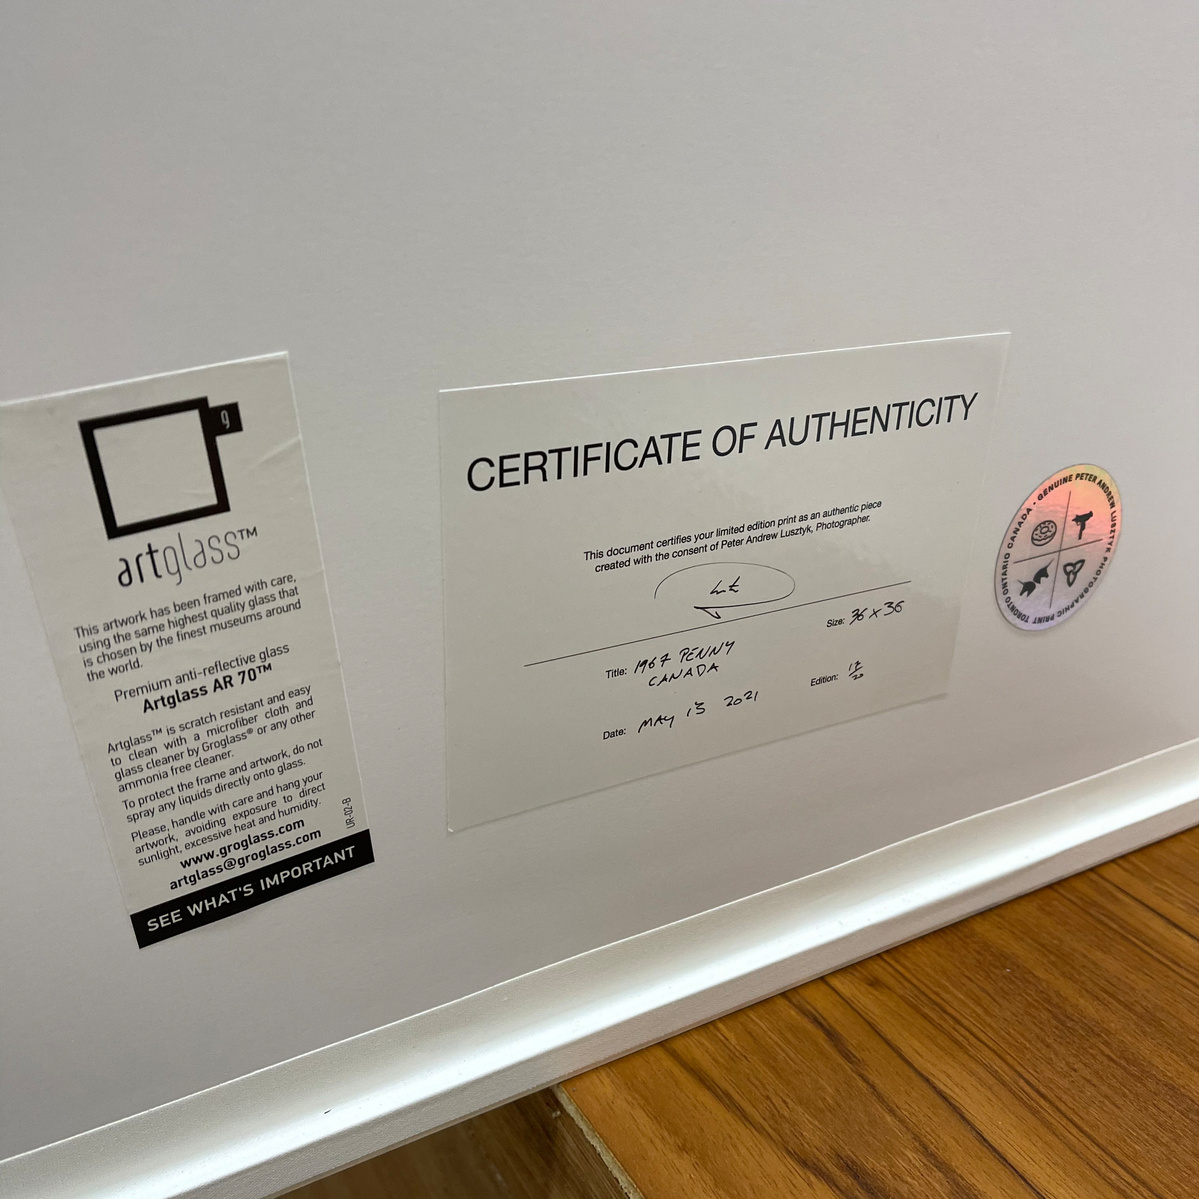 g
artglass™
This artwork has been framed with care,
using the same highest quality glass that
is chosen by the finest museums around
the world.
Premium anti-reflective glass
Artglass AR 70™
Artglass™ is scratch resistant and easy
to clean with a microfiber cloth and
glass cleaner by Groglass® or any other
ammonia free cleaner.
To protect the frame and artwork, do not
spray any liquids directly onto glass.
Please, handle with care and hang your
artwork, avoiding exposure to direct
sunlight, excessive heat and humidity.
www.groglass.com
artglass@groglass.com
UR-02-B
SEE WHAT'S IMPORTANT
CERTIFICATE OF AUTHENTICITY
This document certifies your limited edition print as an authentic piece
created with the consent of Peter Andrew Lusztyk, Photographer.
Size: 36 x 36
Title: 1967 PENNY
CANADA
Edition: 17/20
Date: MAY 13 2021
GENUINE PETER ANDREW LUSZTYK PHOTOGRAPHIC PRINT TORONTO ONTARIO CANADA •